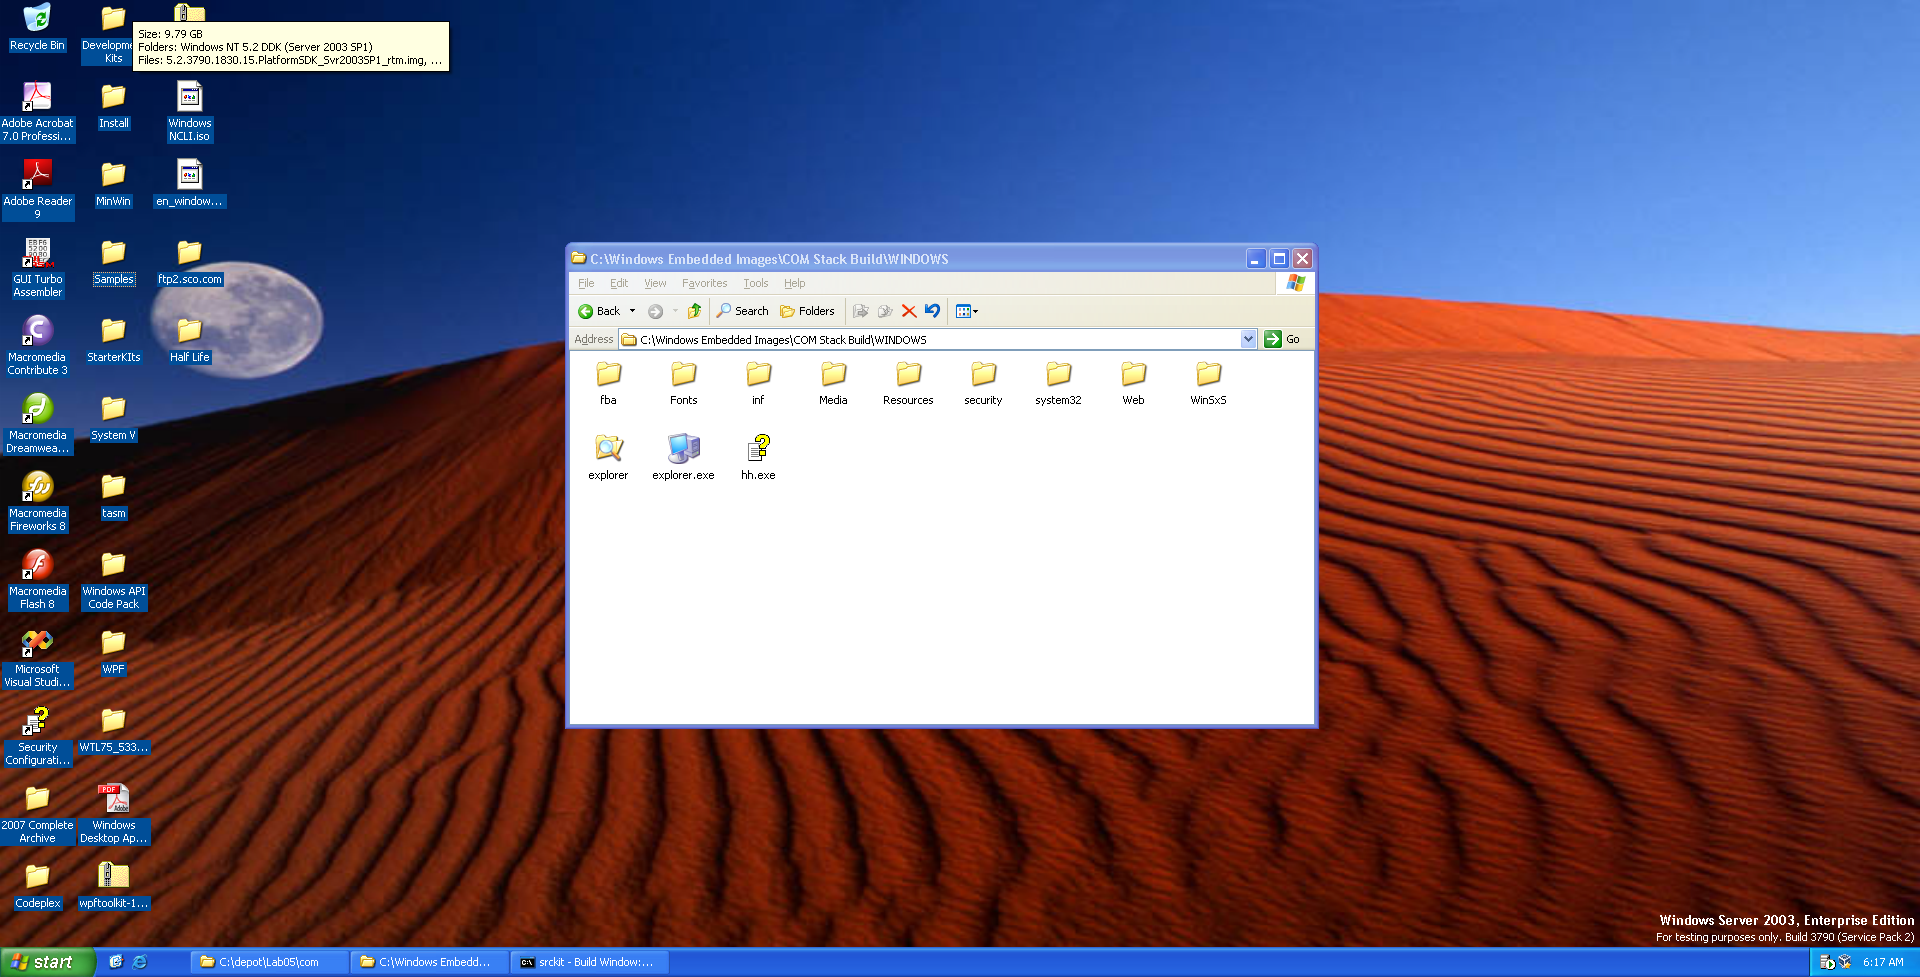 Recycle Bin
Developme
Kits
Size: 9.79 GB
Folders: Windows NT 5.2 DDK (Server 2003 SP1)
Files: 5.2.3790.1830.15.PlatformSDK_Svr2003SP1_rtm.img, ...
Adobe Acrobat
7.0 Professi...
Install
Windows
NCLI.iso
Adobe Reader
9
MinWin
en_window...
GUI Turbo
Assembler
Samples
ftp2.sco.com
Macromedia
Contribute 3
StarterKIts
Half Life
Macromedia
Dreamwea...
System V
Macromedia
Fireworks 8
tasm
Macromedia
Flash 8
Windows API
Code Pack
Microsoft
Visual Studi...
WPF
Security
Configurati...
WTL75_533...
2007 Complete
Archive
Windows
Desktop Ap...
Codeplex
wpftoolkit-1...
C:\Windows Embedded Images\COM Stack Build\WINDOWS
File Edit View Favorites Tools Help
Back Search Folders
Address C:\Windows Embedded Images\COM Stack Build\WINDOWS Go
fba Fonts inf Media Resources security system32 Web WinSxS
explorer explorer.exe hh.exe
Windows Server 2003, Enterprise Edition
For testing purposes only. Build 3790 (Service Pack 2)
start C:\depot\Lab05\com C:\Windows Embedd... srckit - Build Window:... 6:17 AM